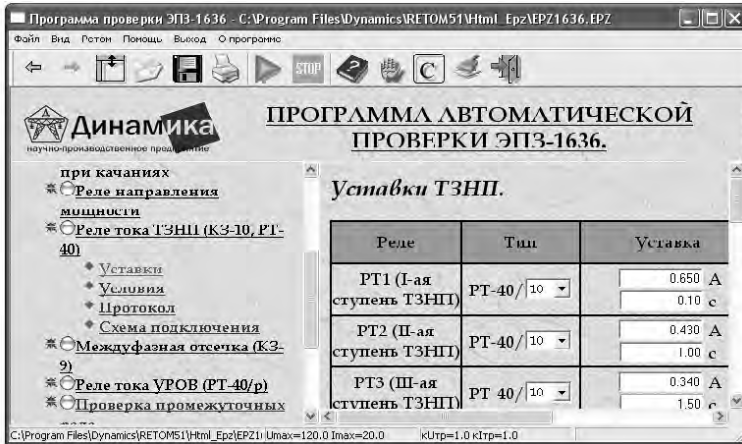 Программа проверки ЭПЗ-1636 - C:\Program Files\Dynamics\RETOM51\Html_Epz\EPZ1636.EPZ
Файл Вид Ретом Помощь Выход О программе
STOP
C
Динамика
научно-производственное предприятие
ПРОГРАММА АВТОМАТИЧЕСКОЙ
ПРОВЕРКИ ЭПЗ-1636.
при качаниях
Реле направления
мощности
Реле тока ТЗНП (КЗ-10, РТ-
40)
Уставки
Условия
Протокол
Схема подключения
Междуфазная отсечка (КЗ-
9)
Реле тока УРОВ (РТ-40/р)
Проверка промежуточных
Уставки ТЗНП.
Реле Тип Уставка
РТ1 (I-ая
ступень ТЗНП) РТ-40/ 10 0.650 А
0.10 с
РТ2 (II-ая
ступень ТЗНП) РТ-40/ 10 0.430 А
1.00 с
РТ3 (III-ая
ступень ТЗНП) РТ-40/ 10 0.340 А
1.50 с
C:\Program Files\Dynamics\RETOM51\Html_Epz\EPZ1 Umax=120.0 Imax=20.0 кUтр=1.0 кIтр=1.0